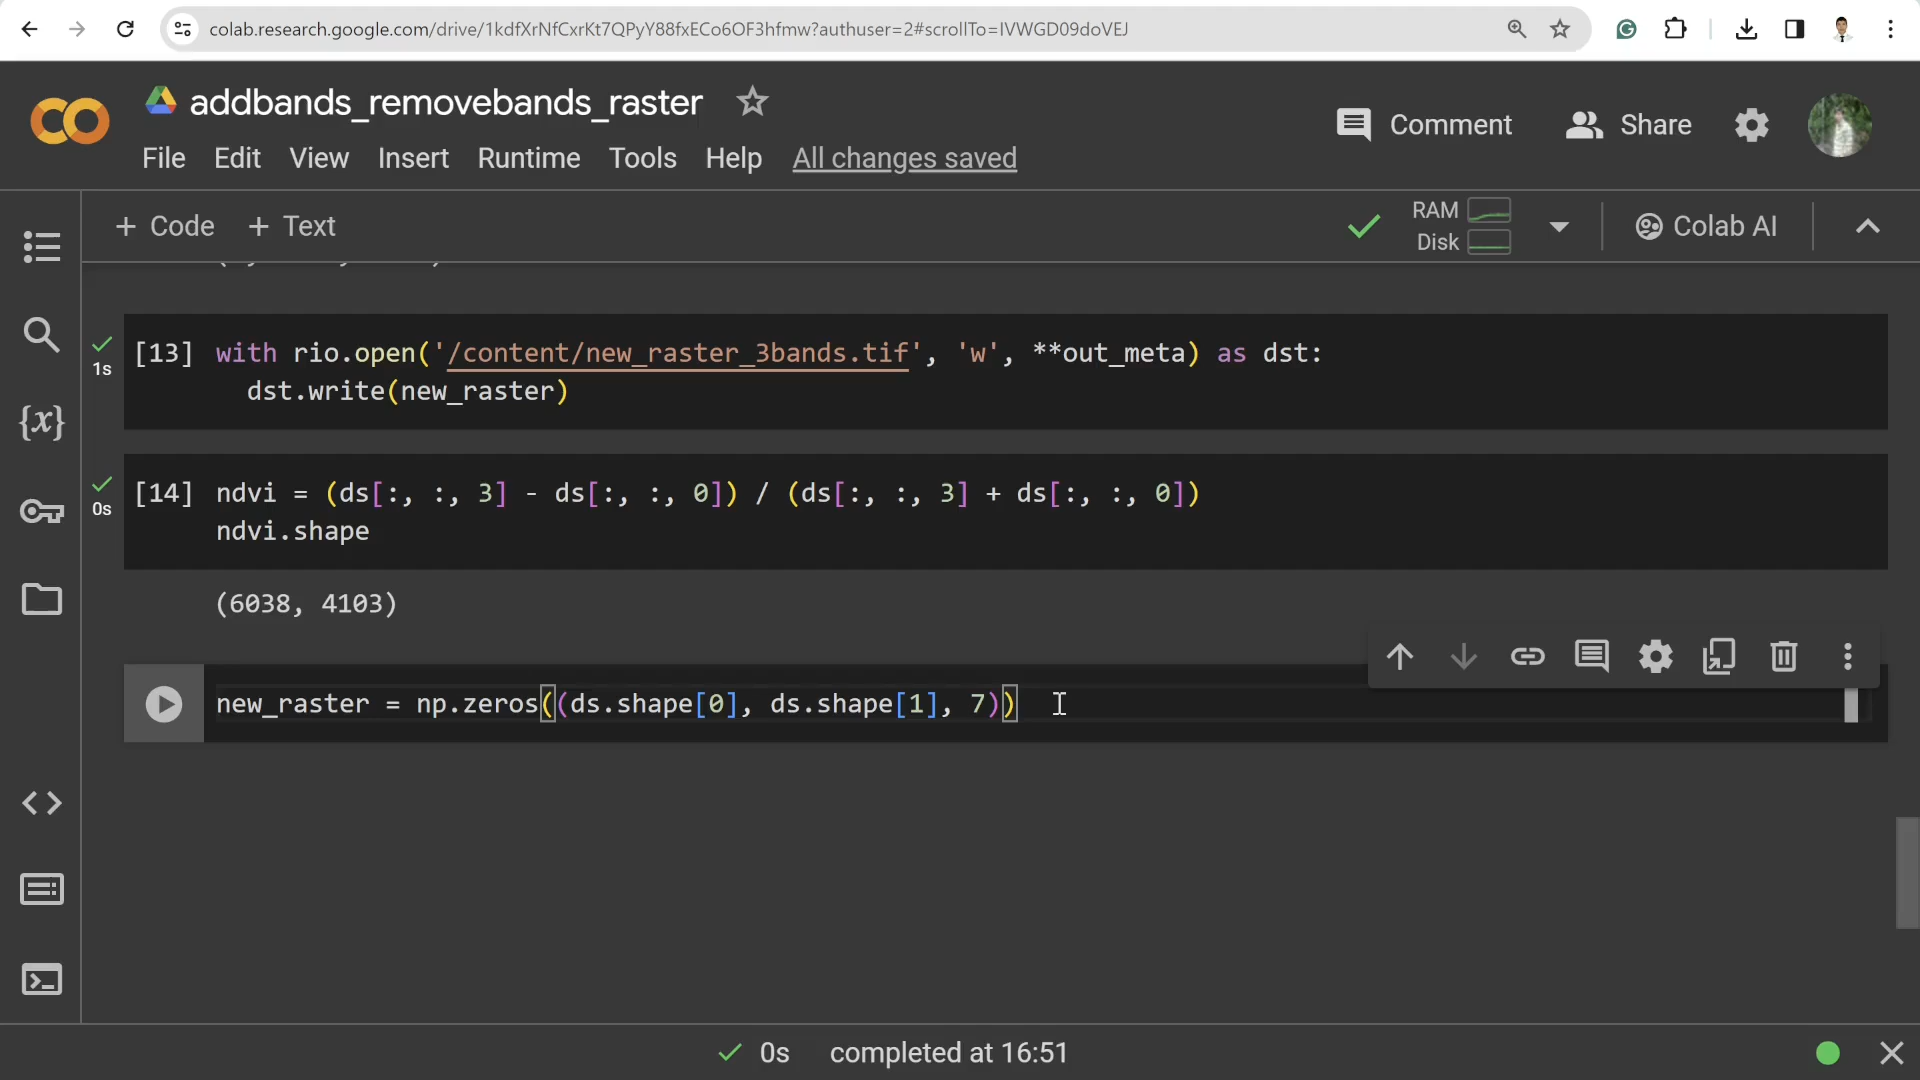 colab.research.google.com/drive/1kdfXrNfCxrKt7QPyY88fxECo6OF3hfmw?authuser=2#scrollTo=IVWGD09doVEJ
addbands_removebands_raster
Comment
Share
File Edit View Insert Runtime Tools Help All changes saved
+ Code + Text
RAM
Disk
Colab AI
[13] with rio.open('/content/new_raster_3bands.tif', 'w', **out_meta) as dst:
1s
dst.write(new_raster)
[14] ndvi = (ds[:, :, 3] - ds[:, :, 0]) / (ds[:, :, 3] + ds[:, :, 0])
0s
ndvi.shape
(6038, 4103)
new_raster = np.zeros((ds.shape[0], ds.shape[1], 7))
0s completed at 16:51